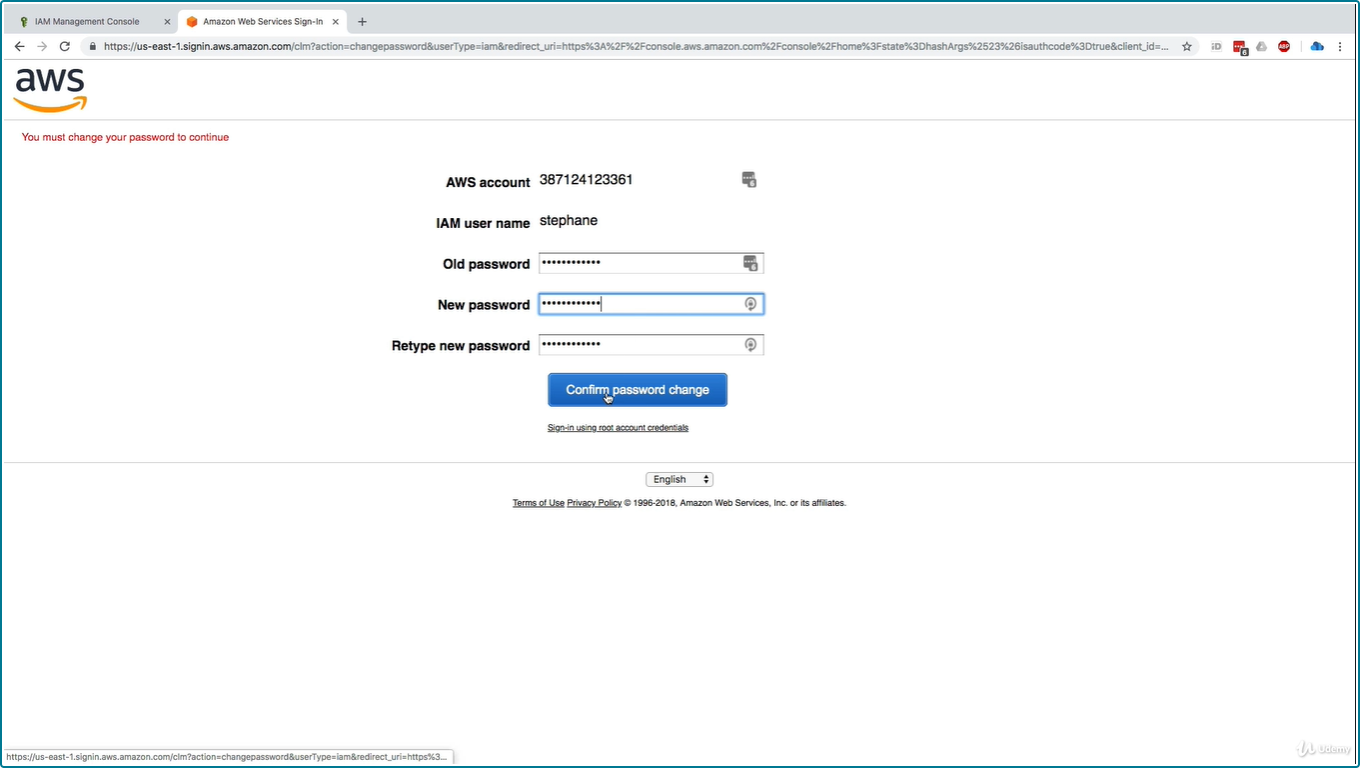 IAM Management Console
Amazon Web Services Sign-In
https://us-east-1.signin.aws.amazon.com/clm?action=changepassword&userType=iam&redirect_uri=https%3A%2F%2Fconsole.aws.amazon.com%2Fconsole%2Fhome%3Fstate%3DhashArgs%2523%26isauthcode%3Dtrue&client_id=...
iD
6
ABP
aws
You must change your password to continue
AWS account 387124123361
IAM user name stephane
Old password ••••••••••••
New password ••••••••••••
Retype new password ••••••••••••
Confirm password change
Sign-in using root account credentials
English
Terms of Use Privacy Policy © 1996-2018, Amazon Web Services, Inc. or its affiliates.
https://us-east-1.signin.aws.amazon.com/clm?action=changepassword&userType=iam&redirect_uri=https%3...
Udemy